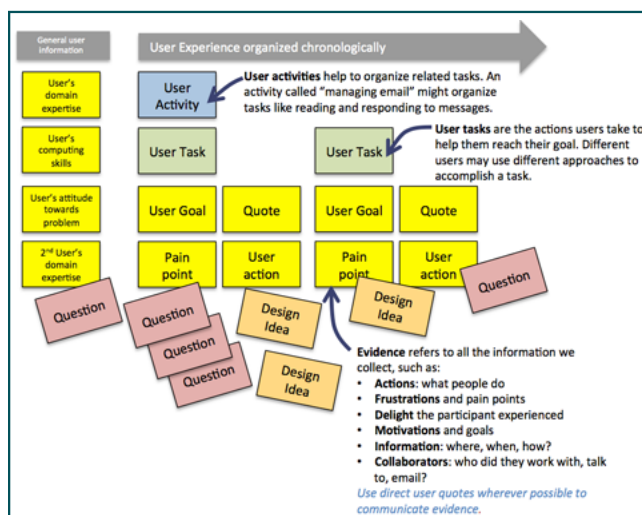 General user
information
User Experience organized chronologically
User's
domain
expertise
User
Activity
User activities help to organize related tasks. An
activity called "managing email" might organize
tasks like reading and responding to messages.
User's
computing
skills
User Task
User Task
User tasks are the actions users take to
help them reach their goal. Different
users may use different approaches to
accomplish a task.
User's attitude
towards
problem
User Goal
Quote
User Goal
Quote
2nd User's
domain
expertise
Pain
point
User
action
Pain
point
User
action
Question
Question
Question
Question
Design
Idea
Design
Idea
Design
Idea
Question
Evidence refers to all the information we
collect, such as:
• Actions: what people do
• Frustrations and pain points
• Delight the participant experienced
• Motivations and goals
• Information: where, when, how?
• Collaborators: who did they work with, talk
to, email?
Use direct user quotes wherever possible to
communicate evidence.